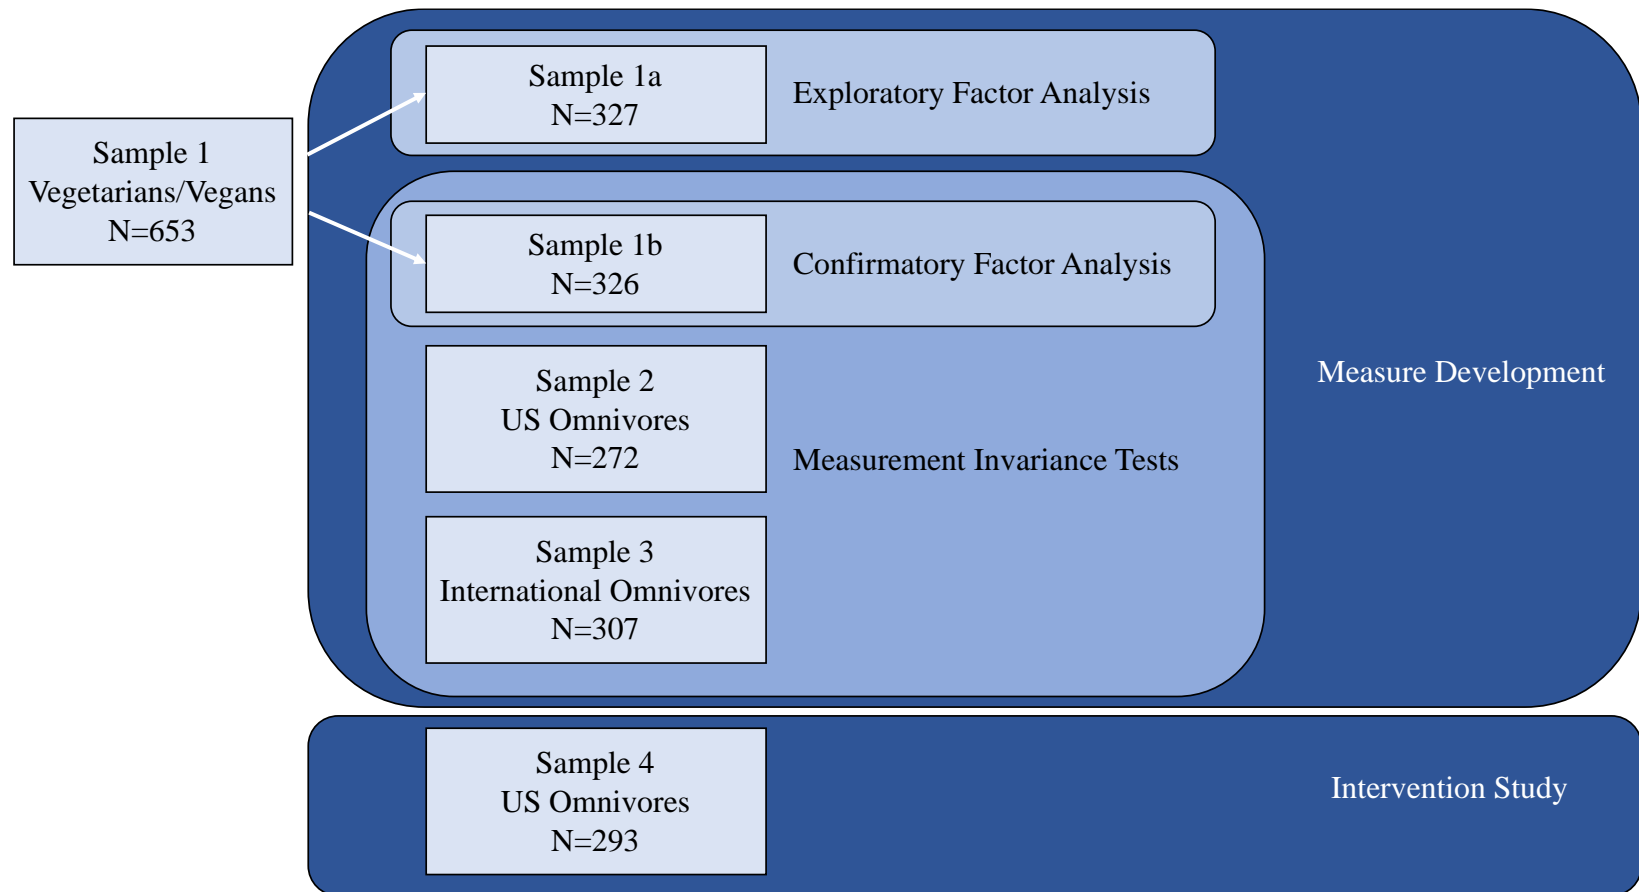 Sample 1
Vegetarians/Vegans
N=653
Sample 1a
N=327
Exploratory Factor Analysis
Sample 1b
N=326
Confirmatory Factor Analysis
Sample 2
US Omnivores
N=272
Measurement Invariance Tests
Sample 3
International Omnivores
N=307
Measure Development
Sample 4
US Omnivores
N=293
Intervention Study